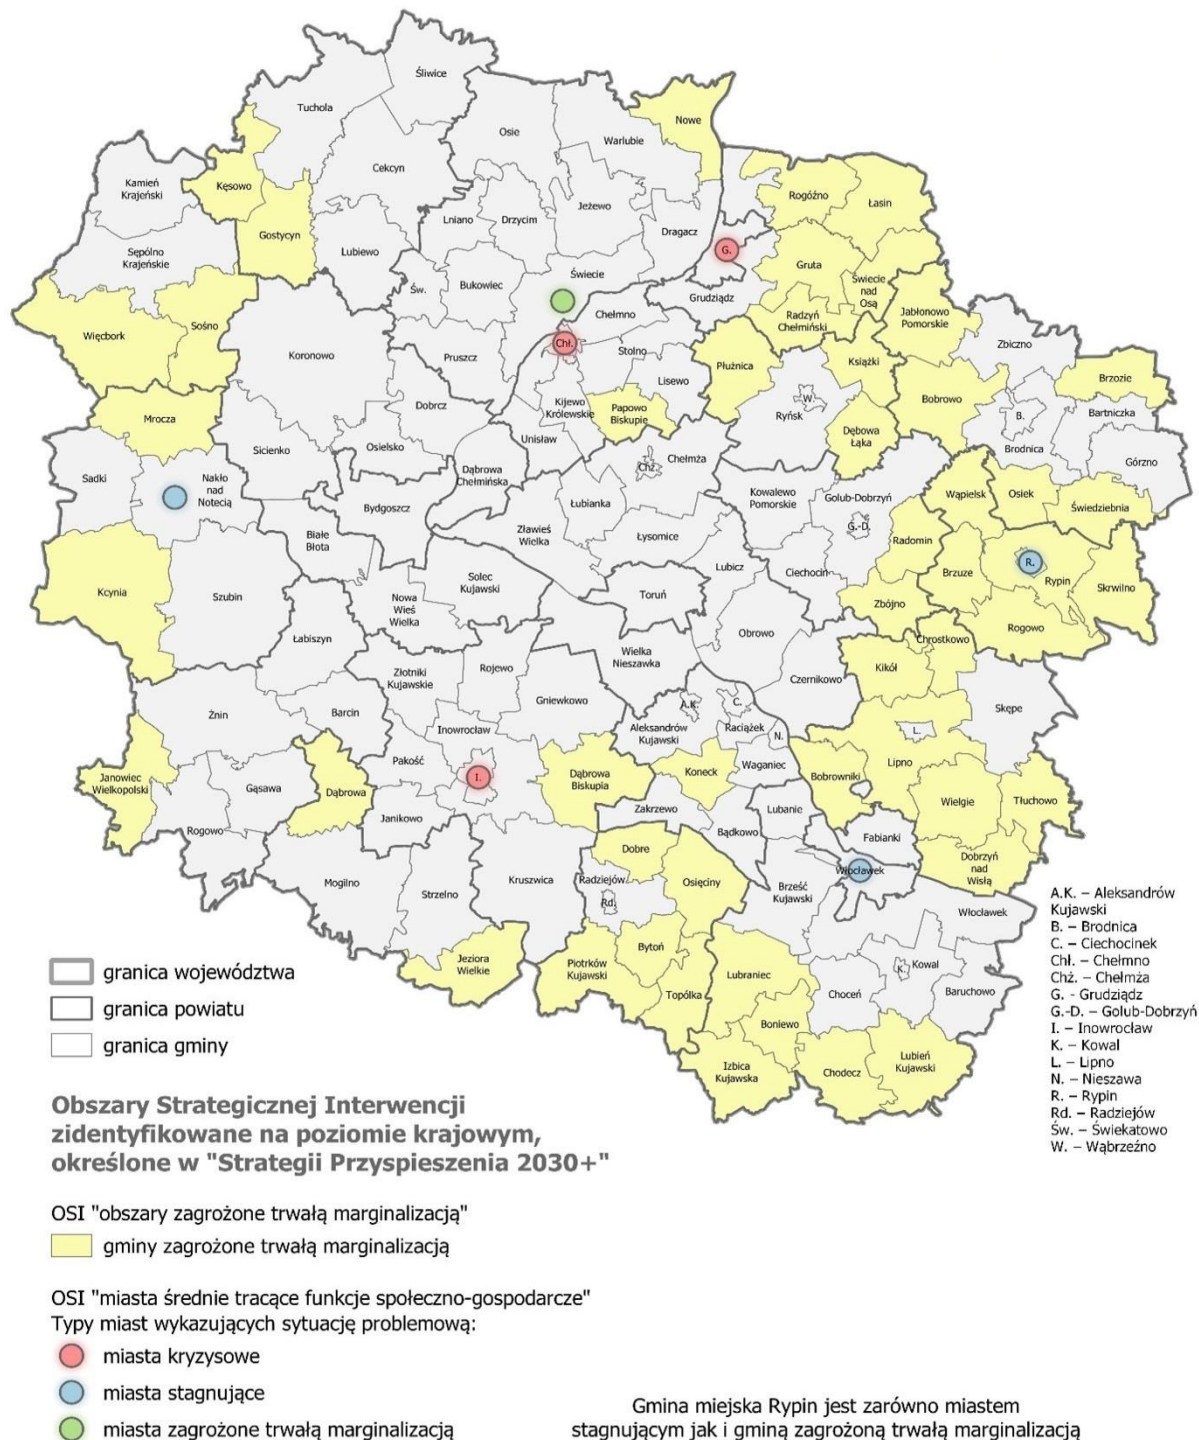 Śliwice
Tuchola
Nowe
Osie
Warlubie
Cekcyn
Kamień
Krajeński
Kęsowo
Rogóźno
Łasin
Jeżewo
Lniano
Drzycim
Dragacz
Gostycyn
Lubiewo
Sępólno
Krajeńskie
G.
Gruta
Świecie
Świecie
nad
Osą
Św.
Bukowiec
Grudziądz
Chełmno
Radzyń
Chełmiński
Jabłonowo
Pomorskie
Więcbork
Sośno
Koronowo
Pruszcz
Chł.
Stolno
Zbiczno
Płużnica
Książki
Lisewo
Brzozie
Mrocza
Dobrcz
Kijewo
Królewskie
Papowo
Biskupie
W.
Ryńsk
Bobrowo
B.
Bartniczka
Dębowa
Łąka
Sicienko
Osielsko
Unisław
Brodnica
Górzno
Sadki
Nakło
nad
Notecią
Dąbrowa
Chełmińska
Chż.
Chełmża
Kowalewo
Pomorskie
Golub-Dobrzyń
G.-D.
Wąpielsk
Osiek
Świedziebnia
Bydgoszcz
Łubianka
Zławieś
Wielka
Łysomice
Radomin
Białe
Błota
Lubicz
Ciechocin
Brzuze
R.
Rypin
Skrwilno
Kcynia
Szubin
Solec
Kujawski
Nowa
Wieś
Wielka
Toruń
Zbójno
Rogowo
Łabiszyn
Obrowo
Chrostkowo
Wielka
Nieszawka
Kikół
Złotniki
Kujawskie
Rojewo
Czernikowo
Gniewkowo
Skępe
Żnin
Barcin
A.K.
C.
Inowrocław
Aleksandrów
Kujawski
Raciążek
N.
L.
Lipno
Pakość
Waganiec
Janowiec
Wielkopolski
Gąsawa
Dąbrowa
I.
Dąbrowa
Biskupia
Koneck
Bobrowniki
Wielgie
Tłuchowo
Janikowo
Zakrzewo
Lubanie
Rogowo
Bądkowo
Fabianki
Dobre
Dobrzyń
nad
Wisłą
Mogilno
Strzelno
Kruszwica
Radziejów
Rd.
Osięciny
Brześć
Kujawski
Włocławek
Włocławek
Bytoń
Jeziora
Wielkie
Piotrków
Kujawski
Topólka
Lubraniec
Choceń
K.
Kowal
Baruchowo
Boniewo
Izbica
Kujawska
Chodecz
Lubień
Kujawski
A.K. – Aleksandrów
Kujawski
B. – Brodnica
C. – Ciechocinek
Chł. – Chełmno
Chż. – Chełmża
G. - Grudziądz
G.-D. – Golub-Dobrzyń
I. – Inowrocław
K. – Kowal
L. – Lipno
N. – Nieszawa
R. – Rypin
Rd. – Radziejów
Św. – Świekatowo
W. – Wąbrzeźno
granica województwa
granica powiatu
granica gminy
Obszary Strategicznej Interwencji
zidentyfikowane na poziomie krajowym,
określone w "Strategii Przyspieszenia 2030+"
OSI "obszary zagrożone trwałą marginalizacją"
gminy zagrożone trwałą marginalizacją
OSI "miasta średnie tracące funkcje społeczno-gospodarcze"
Typy miast wykazujących sytuację problemową:
miasta kryzysowe
miasta stagnujące
miasta zagrożone trwałą marginalizacją
Gmina miejska Rypin jest zarówno miastem
stagnującym jak i gminą zagrożoną trwałą marginalizacją